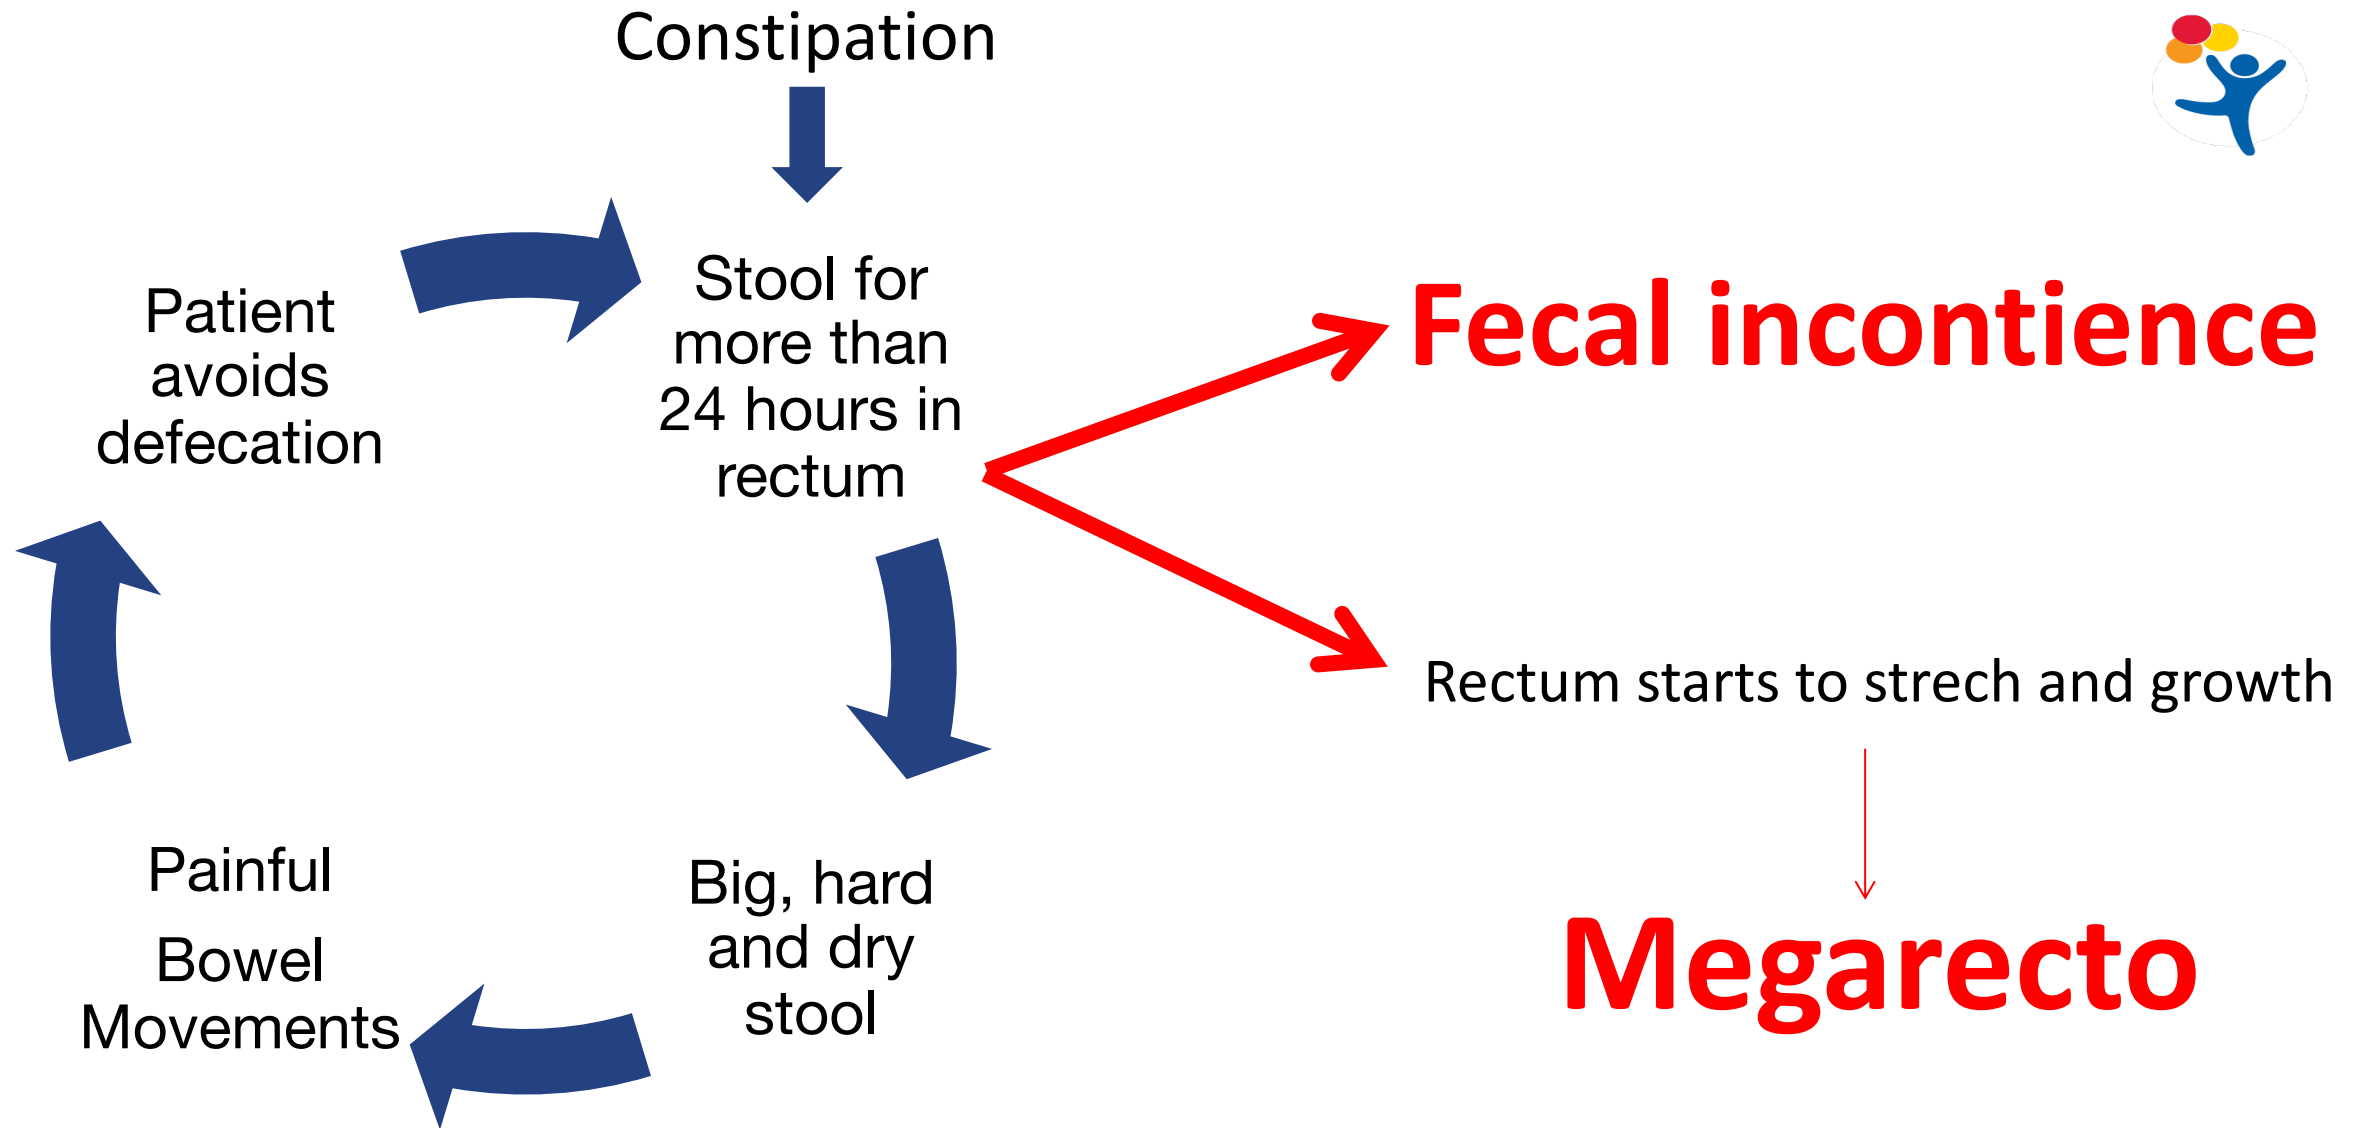 Constipation
Patient
avoids
defecation
Stool for
more than
24 hours in
rectum
Fecal incontience
Rectum starts to strech and growth
Painful
Bowel
Movements
Big, hard
and dry
stool
Megarecto